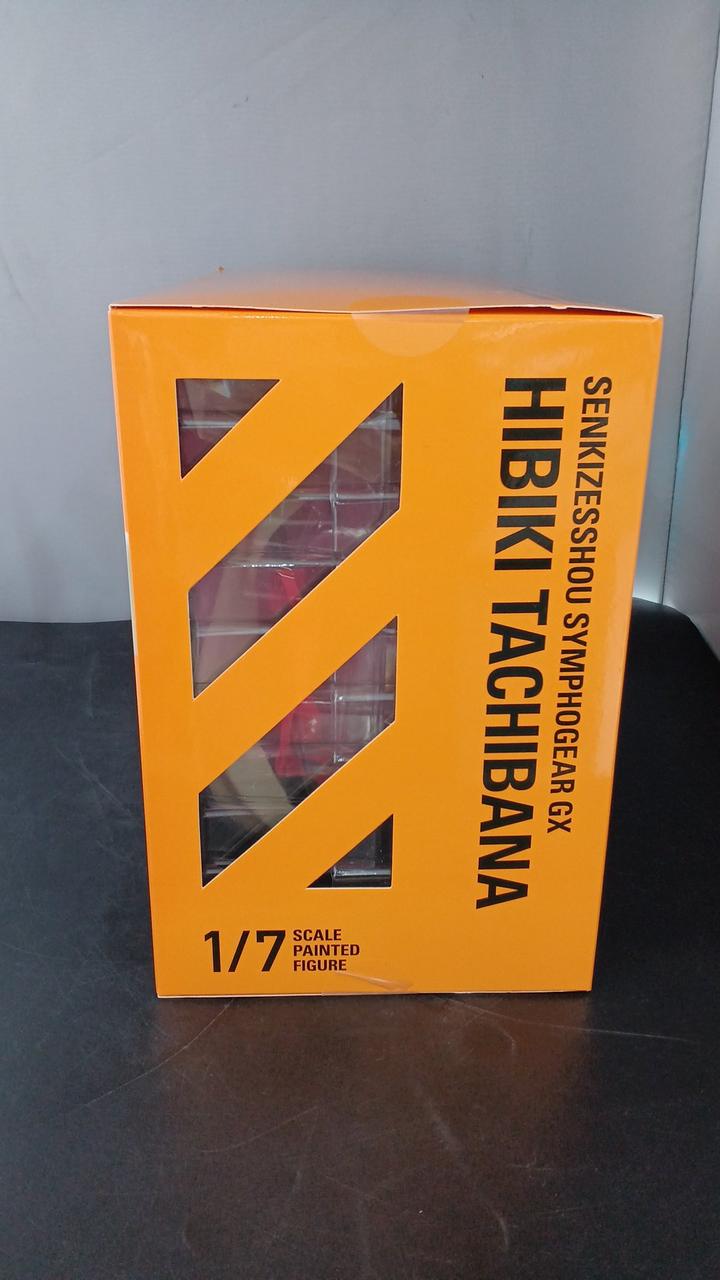 SENKIZESSHOU SYMPHOGEAR GX
HIBIKI TACHIBANA
1/7
SCALE
PAINTED
FIGURE